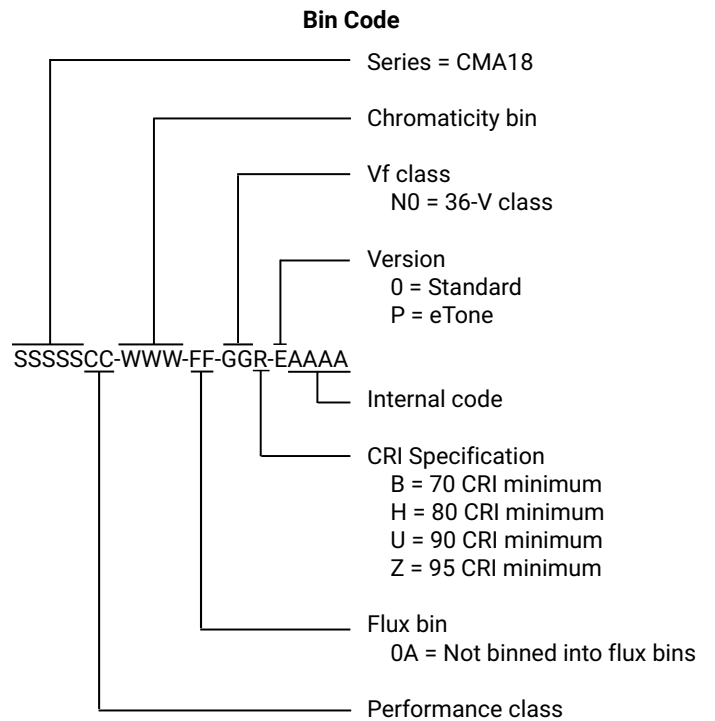 Bin Code
Series = CMA18
Chromaticity bin
Vf class
N0 = 36-V class
Version
0 = Standard
P = eTone
SSSSSCC-WWW-FF-GGR-EAAAA
Internal code
CRI Specification
B = 70 CRI minimum
H = 80 CRI minimum
U = 90 CRI minimum
Z = 95 CRI minimum
Flux bin
0A = Not binned into flux bins
Performance class